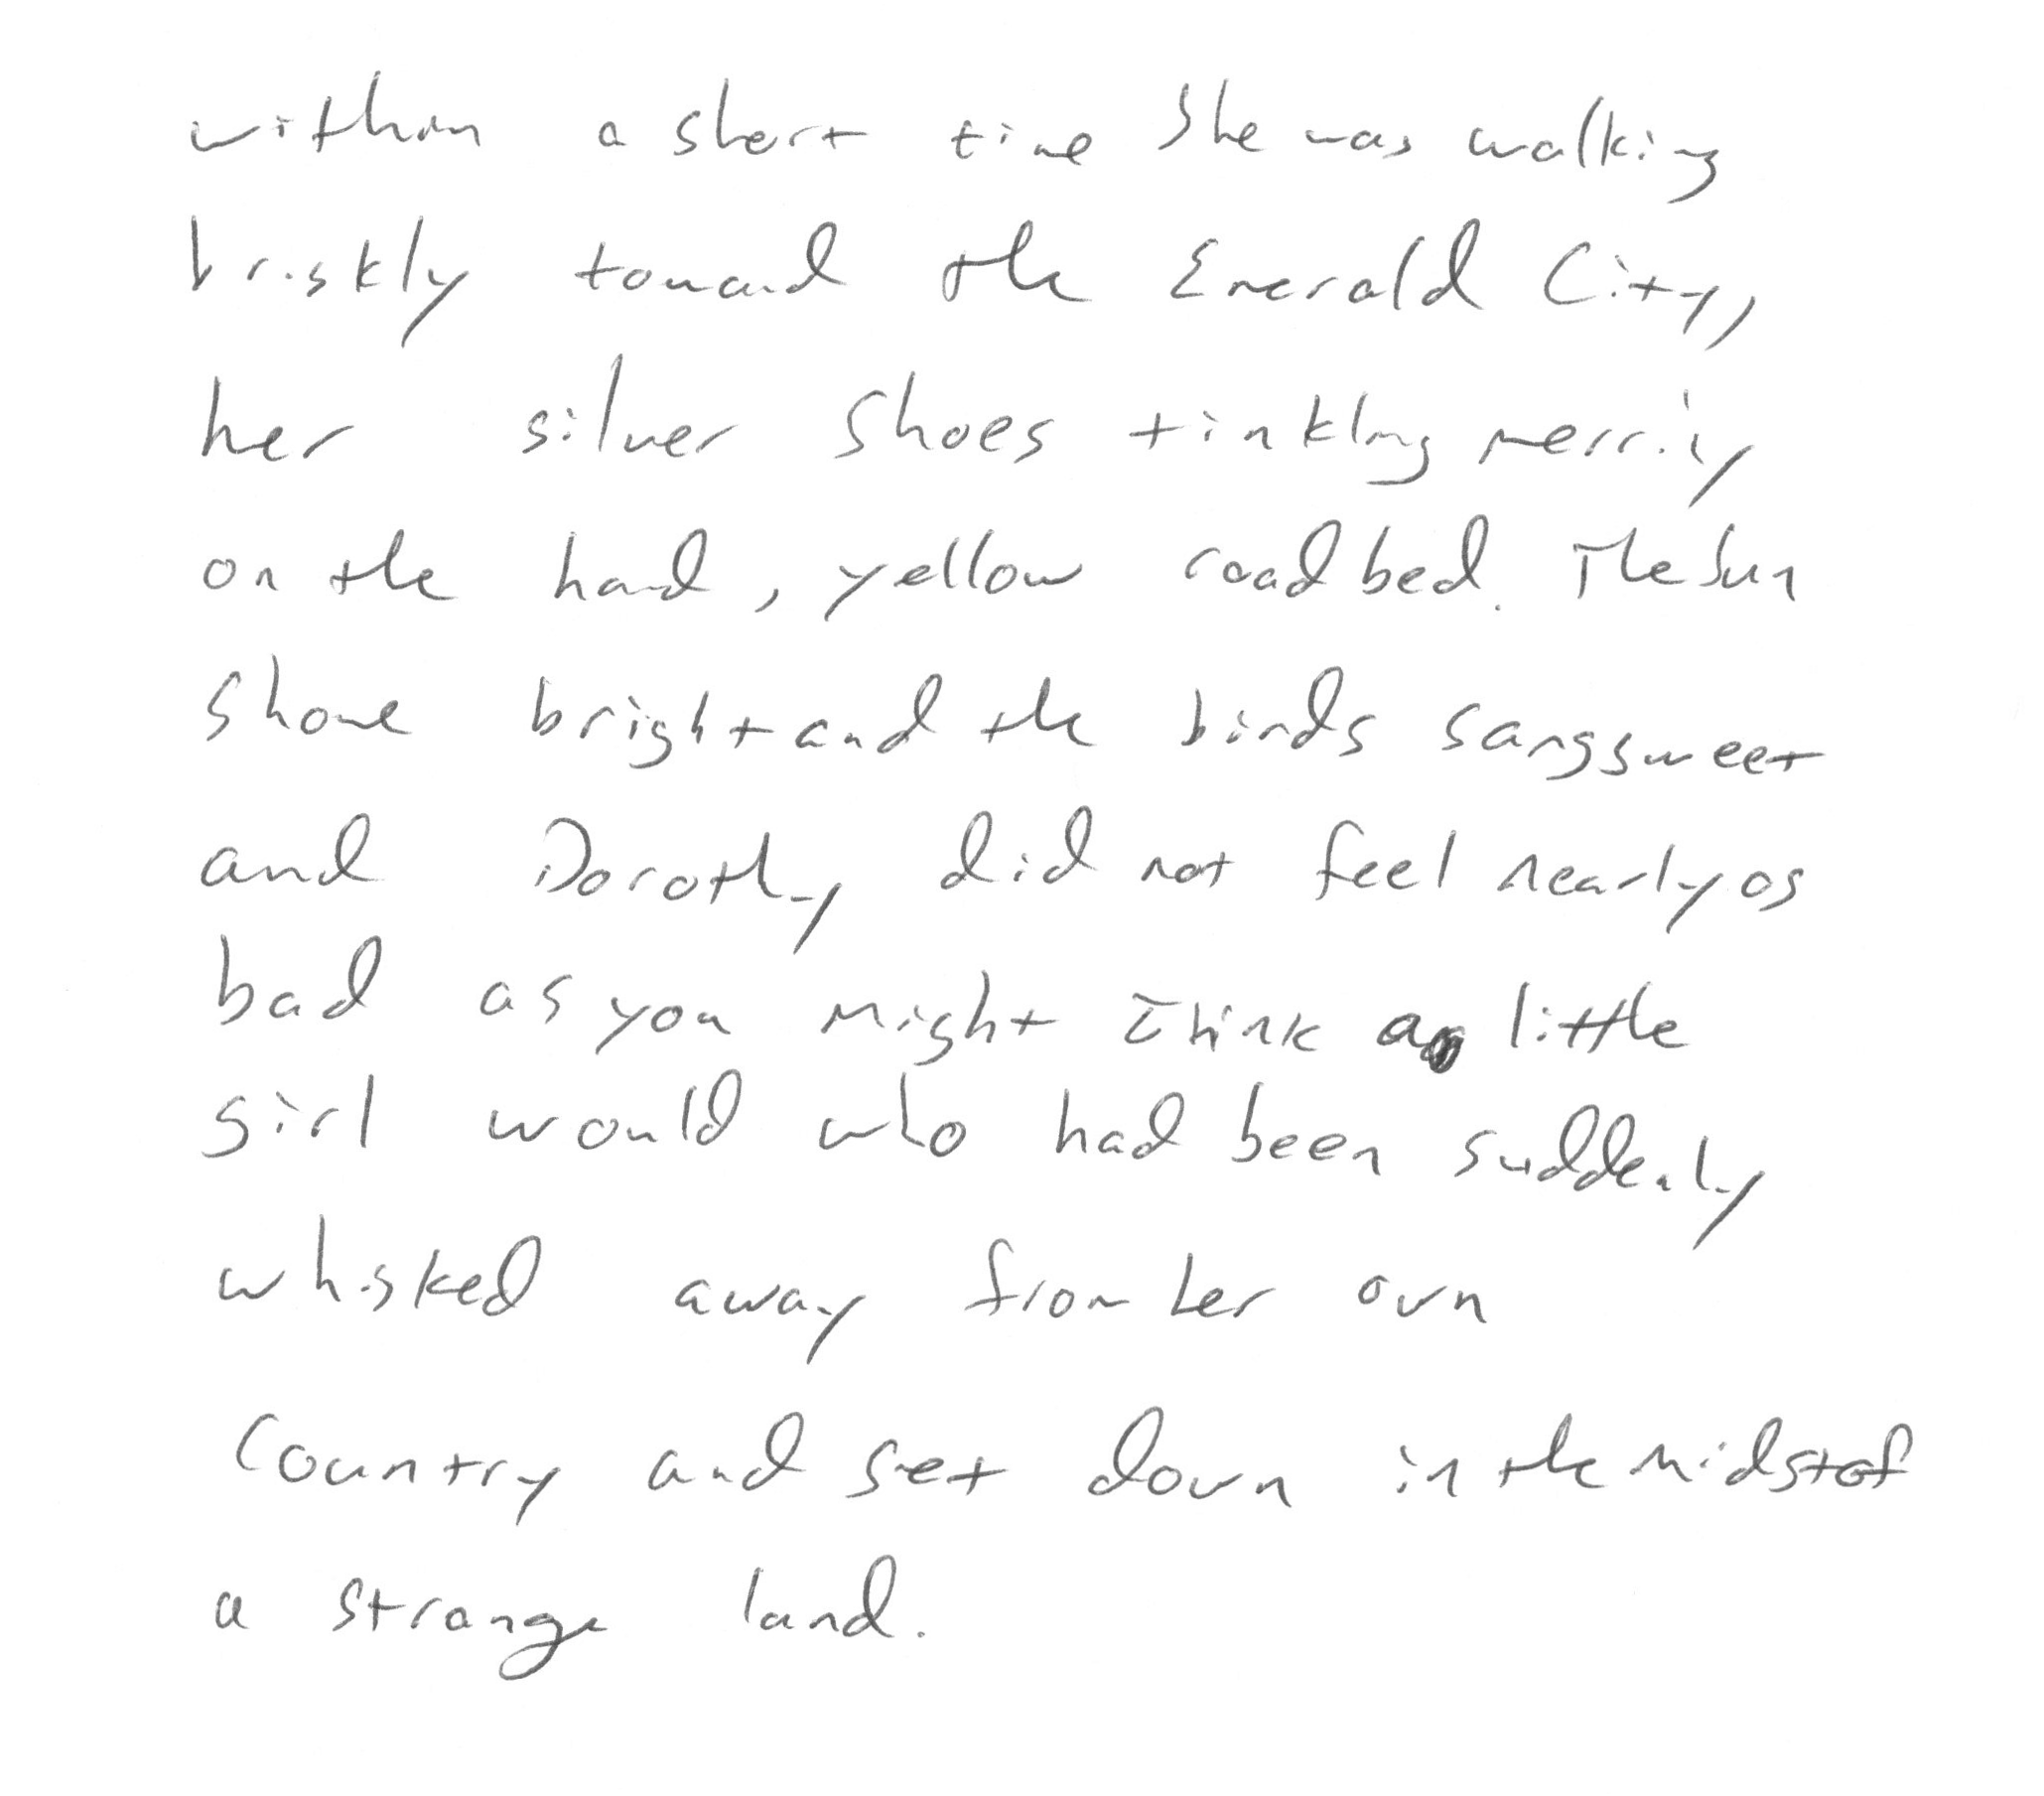 within a short time she was walking
briskly toward the Emerald City,
her silver shoes tinkling merrily
on the hard, yellow roadbed. The sun
shone bright and the birds sang sweet
and Dorothy did not feel nearly as
bad as you might think a little
girl would who had been suddenly
whisked away from her own
country and set down in the midst of
a strange land.